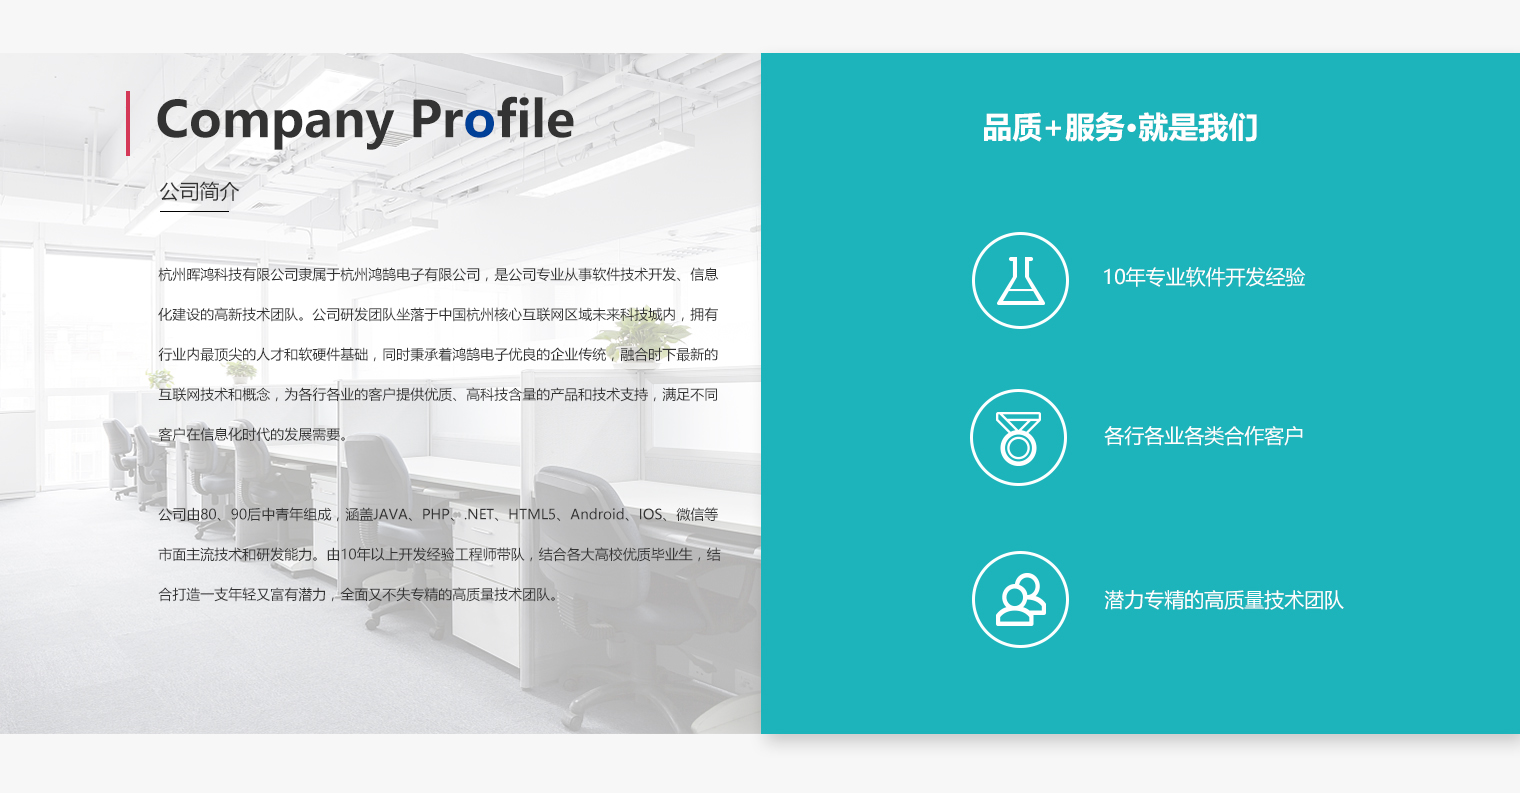 Company Profile
公司简介
杭州晖鸿科技有限公司隶属于杭州鸿鹄电子有限公司，是公司专业从事软件技术开发、信息
化建设的高新技术团队。公司研发团队坐落于中国杭州核心互联网区域未来科技城内，拥有
行业内最顶尖的人才和软硬件基础，同时秉承着鸿鹄电子优良的企业传统，融合时下最新的
互联网技术和概念，为各行各业的客户提供优质、高科技含量的产品和技术支持，满足不同
客户在信息化时代的发展需要。
公司由80、90后中青年组成，涵盖JAVA、PHP、.NET、HTML5、Android、IOS、微信等
市面主流技术和研发能力。由10年以上开发经验工程师带队，结合各大高校优质毕业生，结
合打造一支年轻又富有潜力，全面又不失专精的高质量技术团队。
品质+服务•就是我们
10年专业软件开发经验
各行各业各类合作客户
潜力专精的高质量技术团队